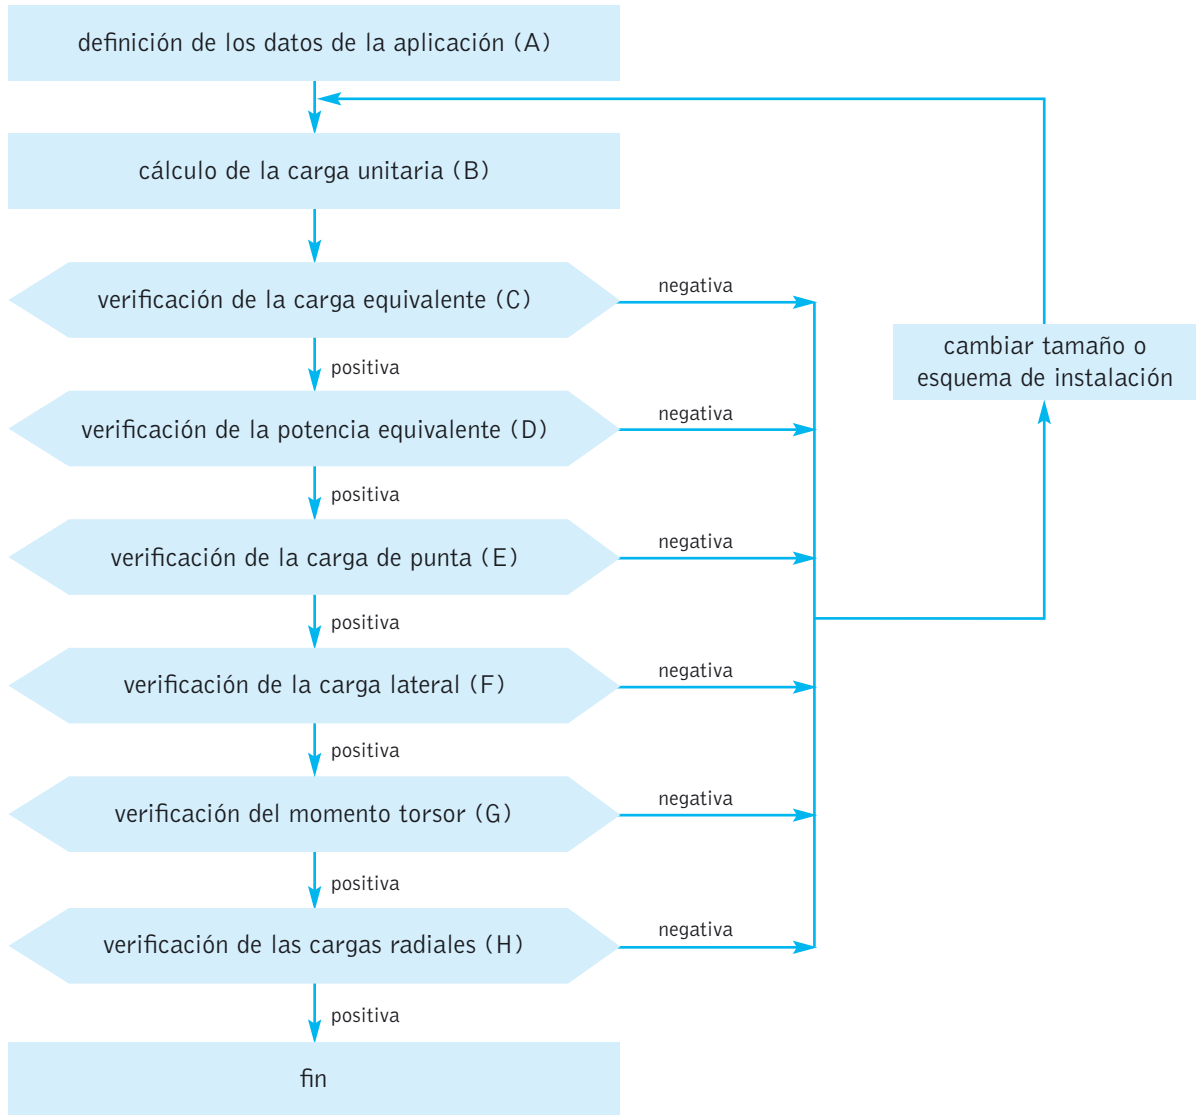 definición de los datos de la aplicación (A)
cálculo de la carga unitaria (B)
verificación de la carga equivalente (C)
negativa
cambiar tamaño o
esquema de instalación
positiva
verificación de la potencia equivalente (D)
negativa
positiva
verificación de la carga de punta (E)
negativa
positiva
verificación de la carga lateral (F)
negativa
positiva
verificación del momento torsor (G)
negativa
positiva
verificación de las cargas radiales (H)
negativa
positiva
fin